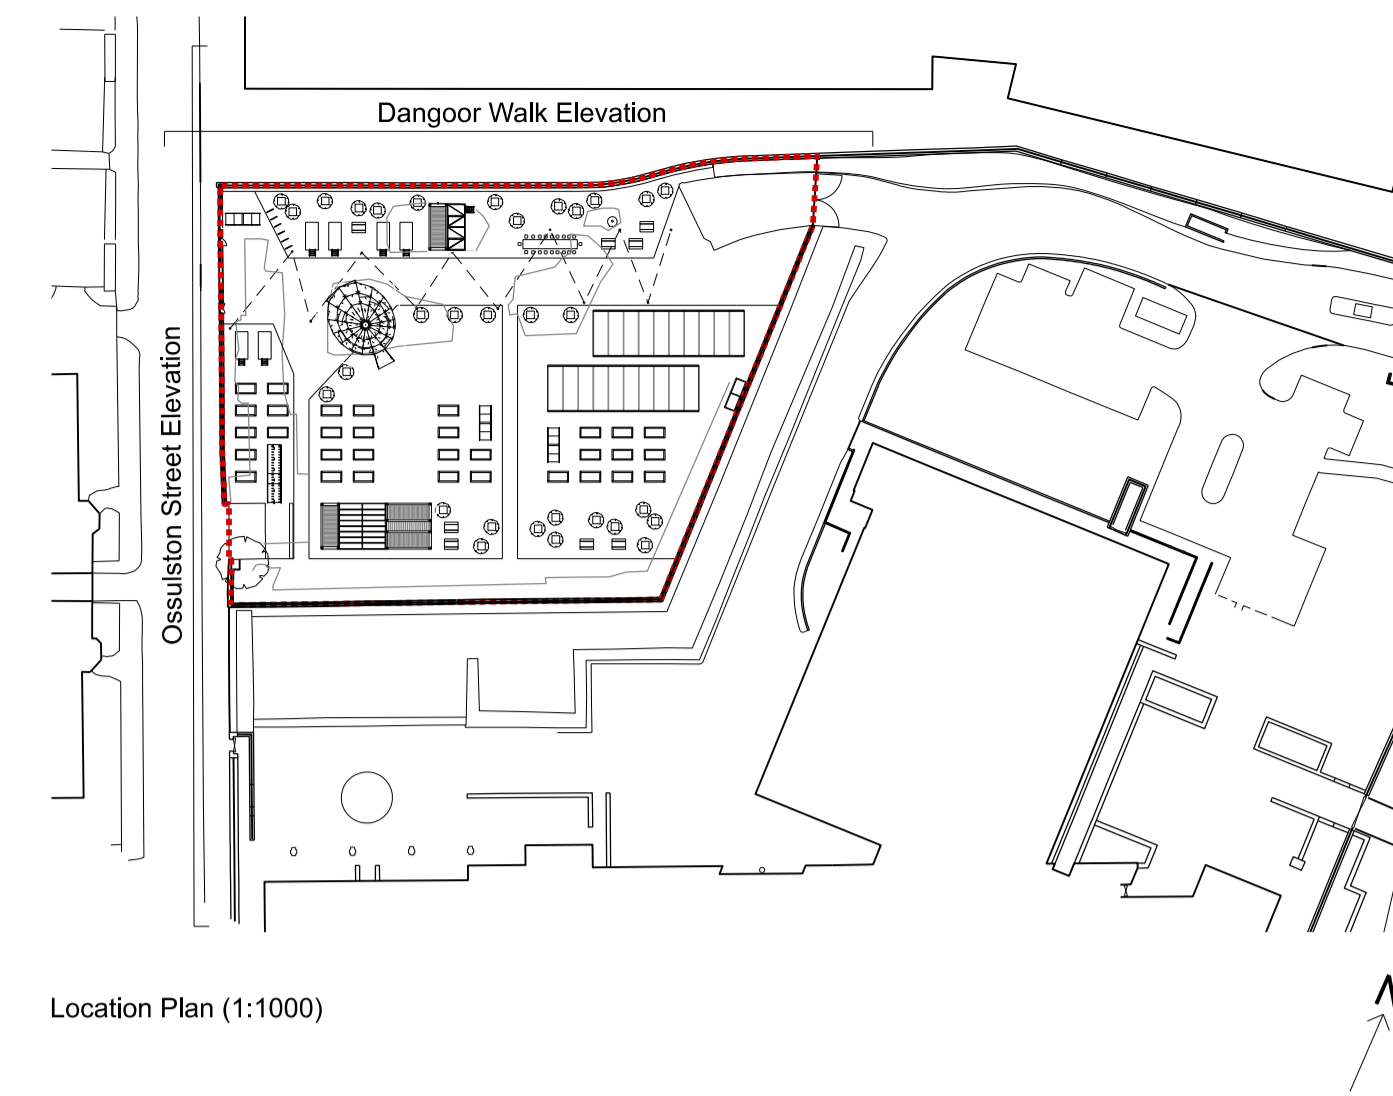 Dangoor Walk Elevation
Ossulston Street Elevation
Location Plan (1:1000)
N